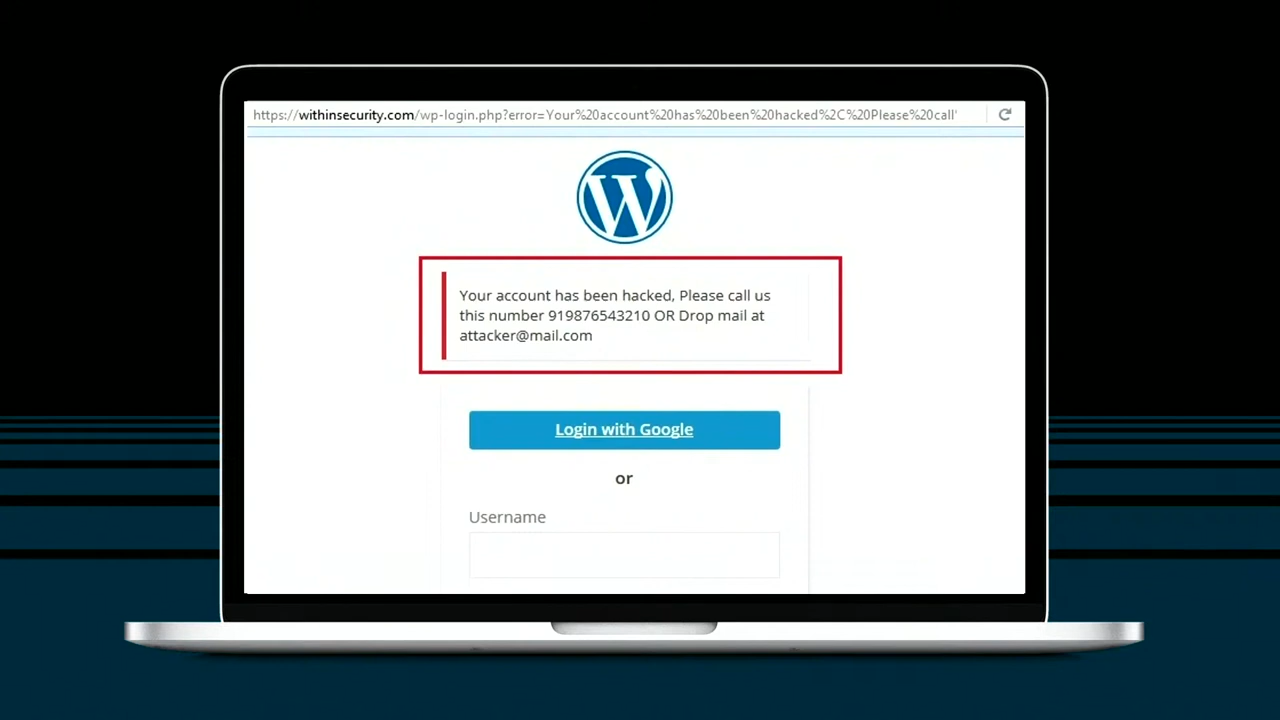 https://withinsecurity.com/wp-login.php?error=Your%20account%20has%20been%20hacked%2C%20Please%20call'
Your account has been hacked, Please call us
this number 919876543210 OR Drop mail at
attacker@mail.com
Login with Google
or
Username